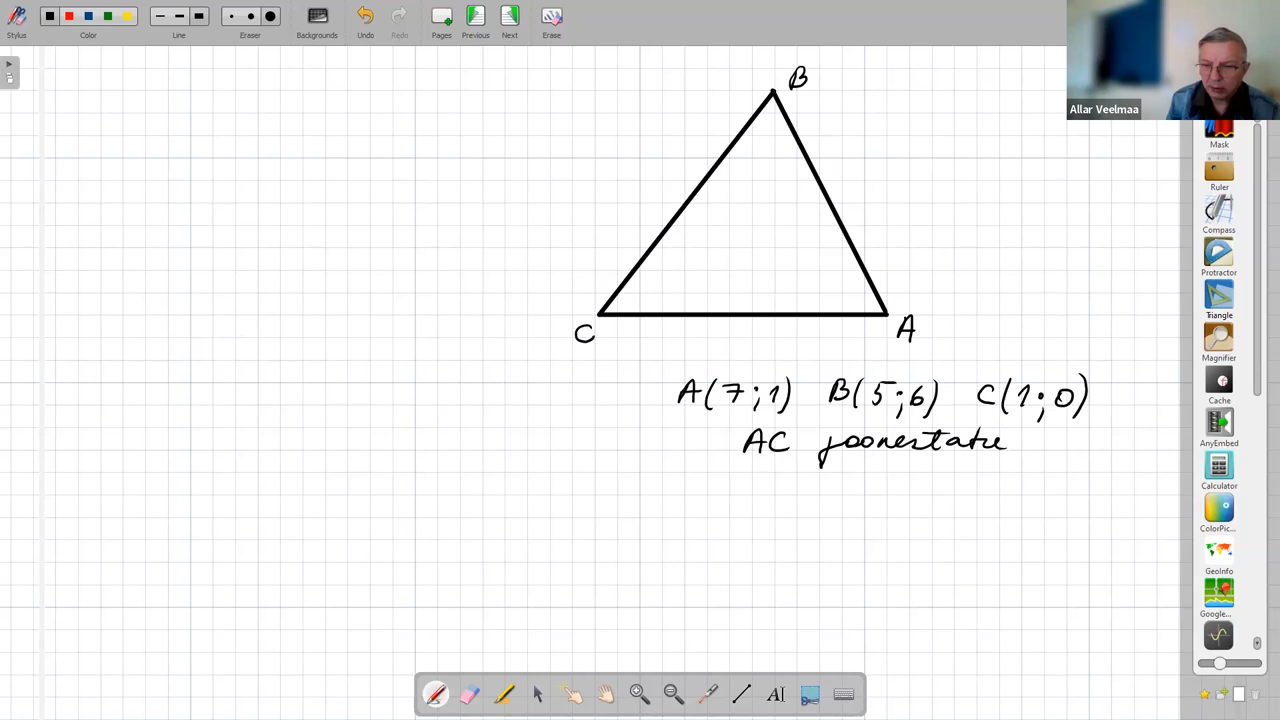 Stylus Color Line Eraser Backgrounds Undo Redo Pages Previous Next Erase
Allar Veelmaa
Mask
Ruler
Compass
Protractor
Triangle
Magnifier
Cache
AnyEmbed
Calculator
ColorPic...
GeoInfo
Google...
B
C A
A(7;1) B(5;6) C(1;0)
AC